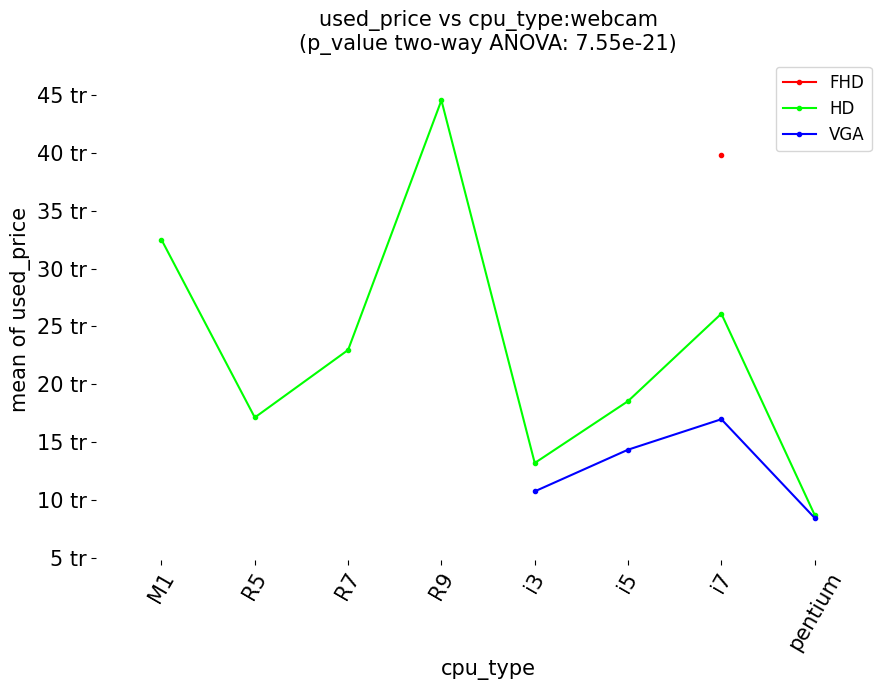 used_price vs cpu_type:webcam
(p_value two-way ANOVA: 7.55e-21)
FHD
HD
VGA
45 tr
40 tr
35 tr
30 tr
25 tr
20 tr
15 tr
10 tr
5 tr
mean of used_price
M1
R5
R7
R9
i3
i5
i7
pentium
cpu_type